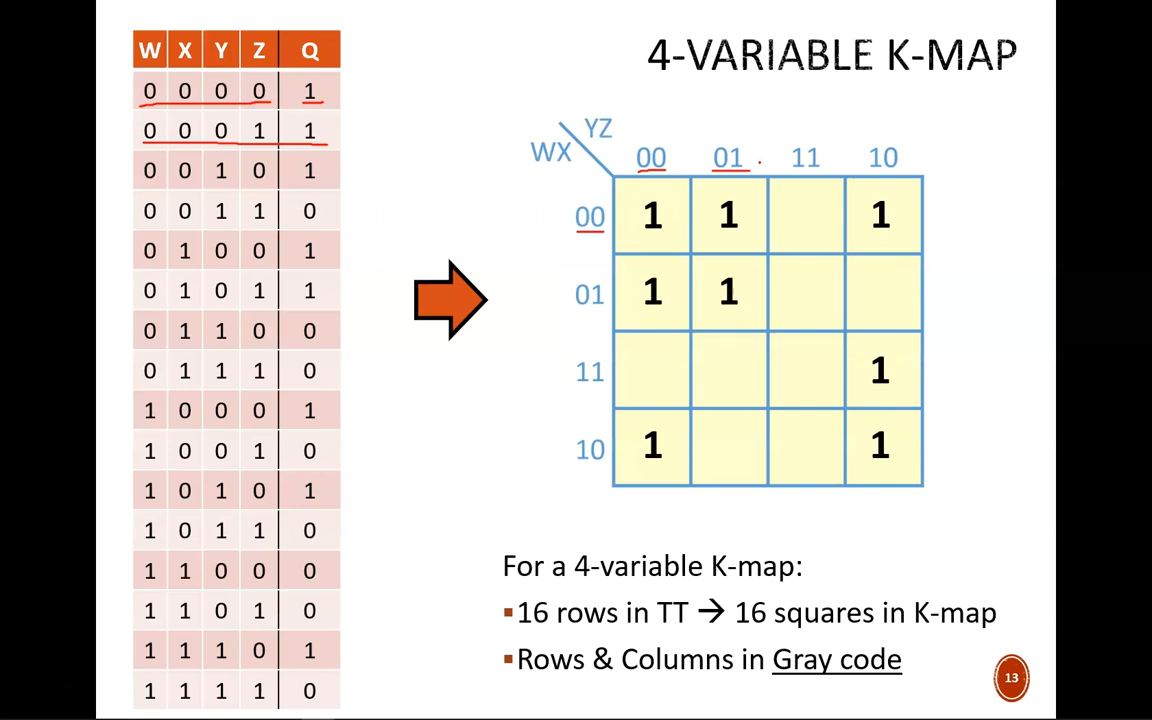 4-VARIABLE K-MAP
W X Y Z Q
0 0 0 0 1
0 0 0 1 1
0 0 1 0 1
0 0 1 1 0
0 1 0 0 1
0 1 0 1 1
0 1 1 0 0
0 1 1 1 0
1 0 0 0 1
1 0 0 1 0
1 0 1 0 1
1 0 1 1 0
1 1 0 0 0
1 1 0 1 0
1 1 1 0 1
1 1 1 1 0
YZ
WX 00 01 11 10
00 1 1 1
01 1 1
11 1
10 1 1
For a 4-variable K-map:
▪16 rows in TT → 16 squares in K-map
▪Rows & Columns in Gray code
13